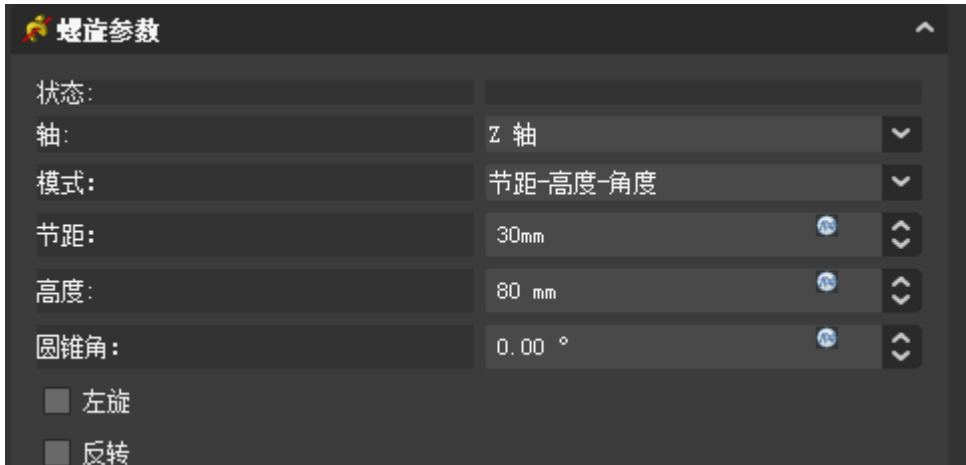 螺旋参数
状态:
轴: Z 轴
模式: 节距-高度-角度
节距: 30mm
高度: 80 mm
圆锥角: 0.00 °
左旋
反转